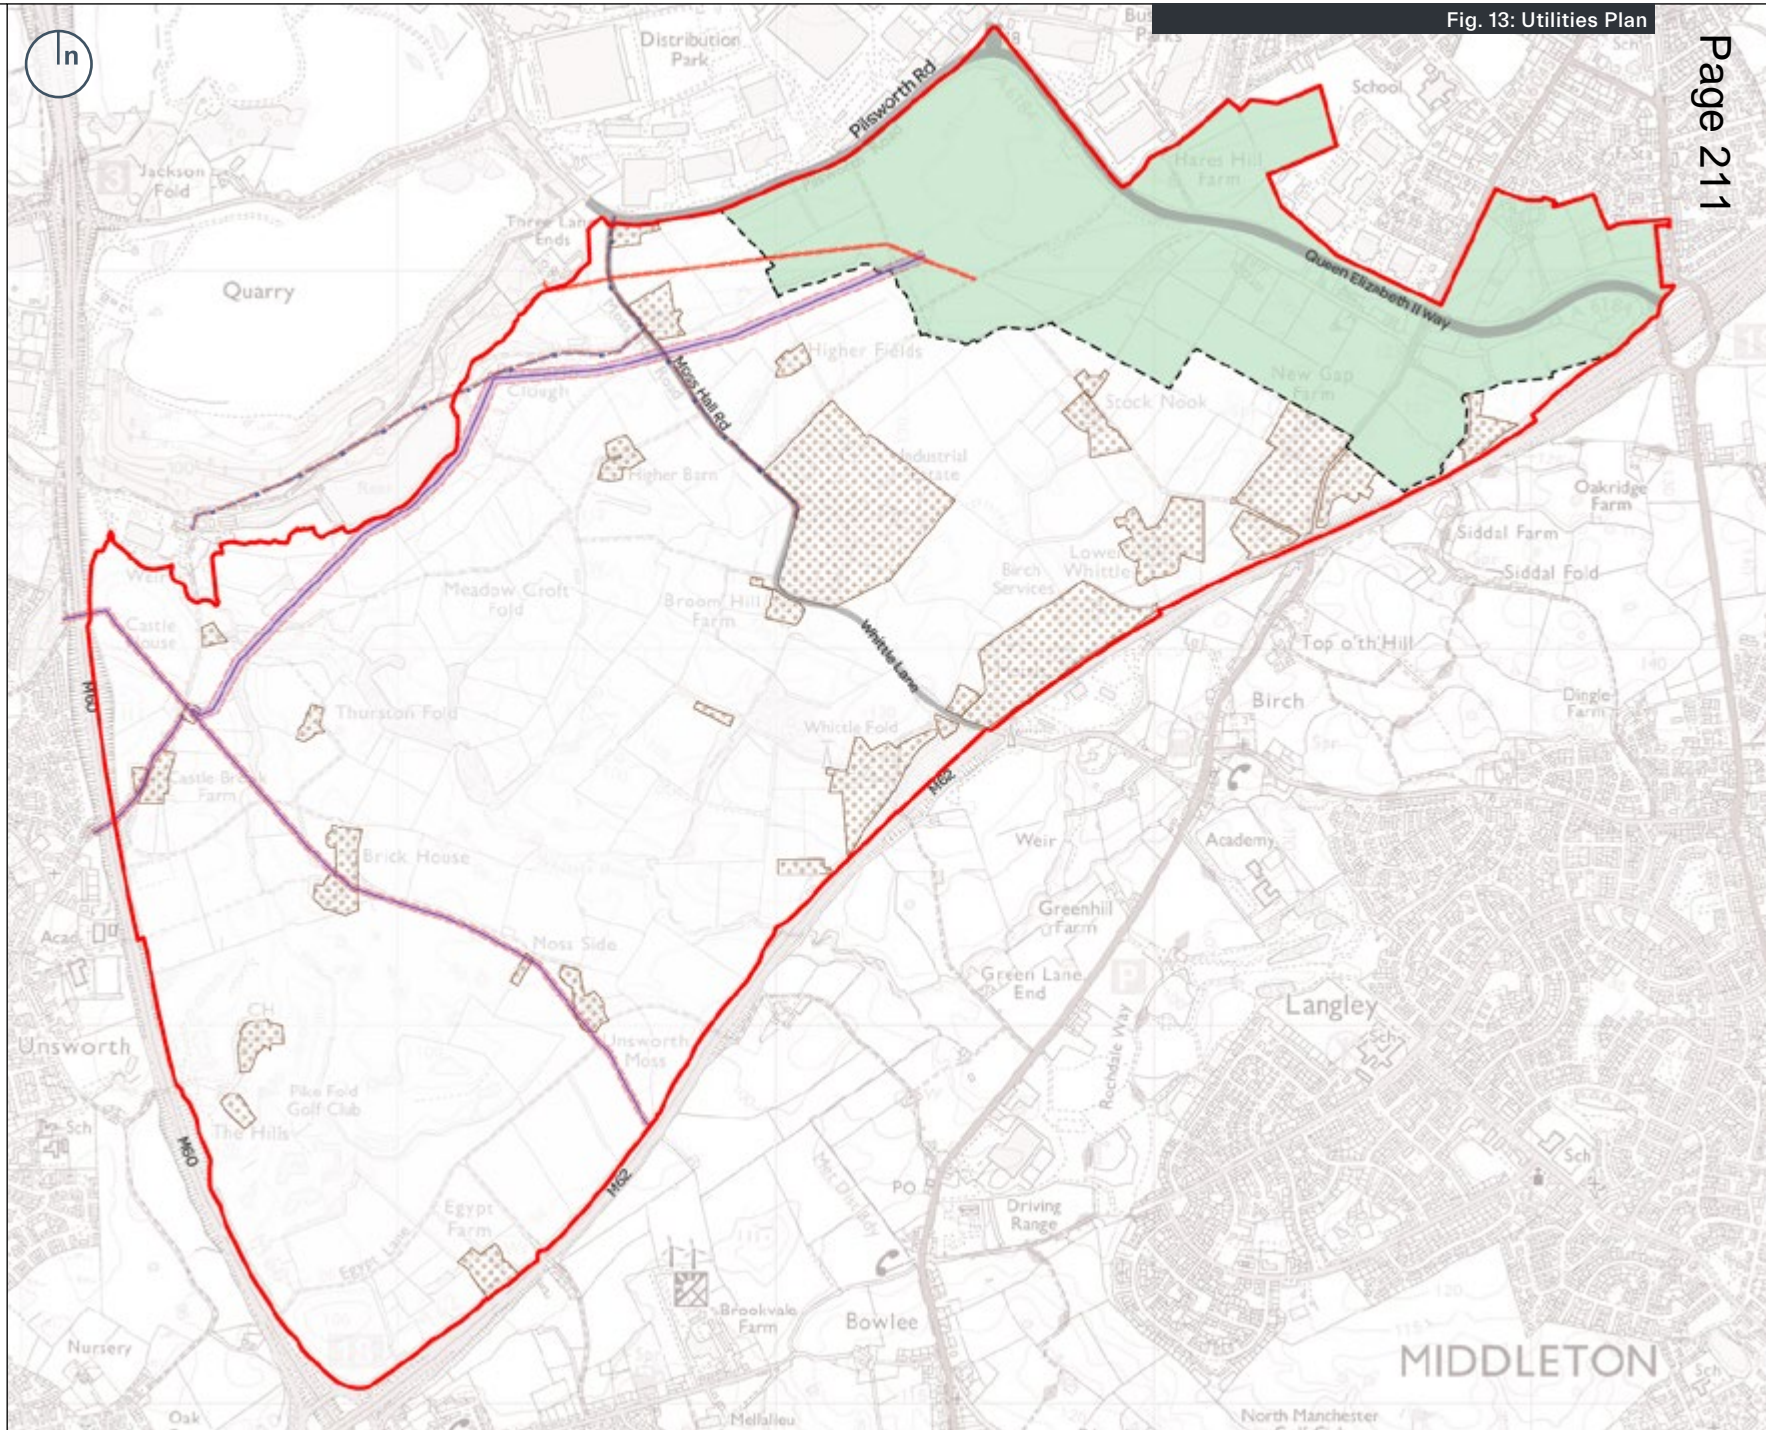 Fig. 13: Utilities Plan
Page 211
n
Distribution
Park
Pilsworth Rd
School
Sch
Hares Hill
Farm
3
Jackson
Fold
Three Lane
Ends
Quarry
Queen Elizabeth II Way
Higher Fields
Clough
Moss Hall Rd
New Gap
Farm
Stock Nook
Industrial
Estate
Higher Barn
Oakridge
Farm
Siddal Farm
Siddal Fold
Lower
Whittle
Birch
Services
Meadow Croft
Fold
Broom Hill
Farm
Weir
Castle
House
Whittle Lane
Top o'th'Hill
140
Dingle
Farm
Birch
M60
Thurston Fold
Whittle Fold
M62
Castle Brook
Farm
Weir
Academy
Brick House
Greenhill
Farm
Acad
Moss Side
Green Lane
End
P
Langley
Sch
CH
Unsworth
Unsworth
Moss
Rochdale Way
Pike Fold
Golf Club
The Hills
Sch
M60
M62
PO
Sch
Egypt
Farm
Egypt Lane
Driving
Range
Brookvale
Farm
Bowlee
Nursery
MIDDLETON
Sch
Oak
Mellalieu
North Manchester